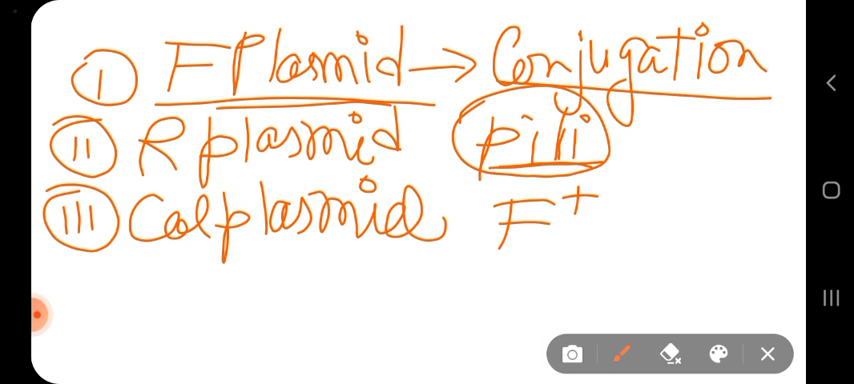 ① F Plasmid → Conjugation
② R plasmid pili
③ Col plasmid F⁺